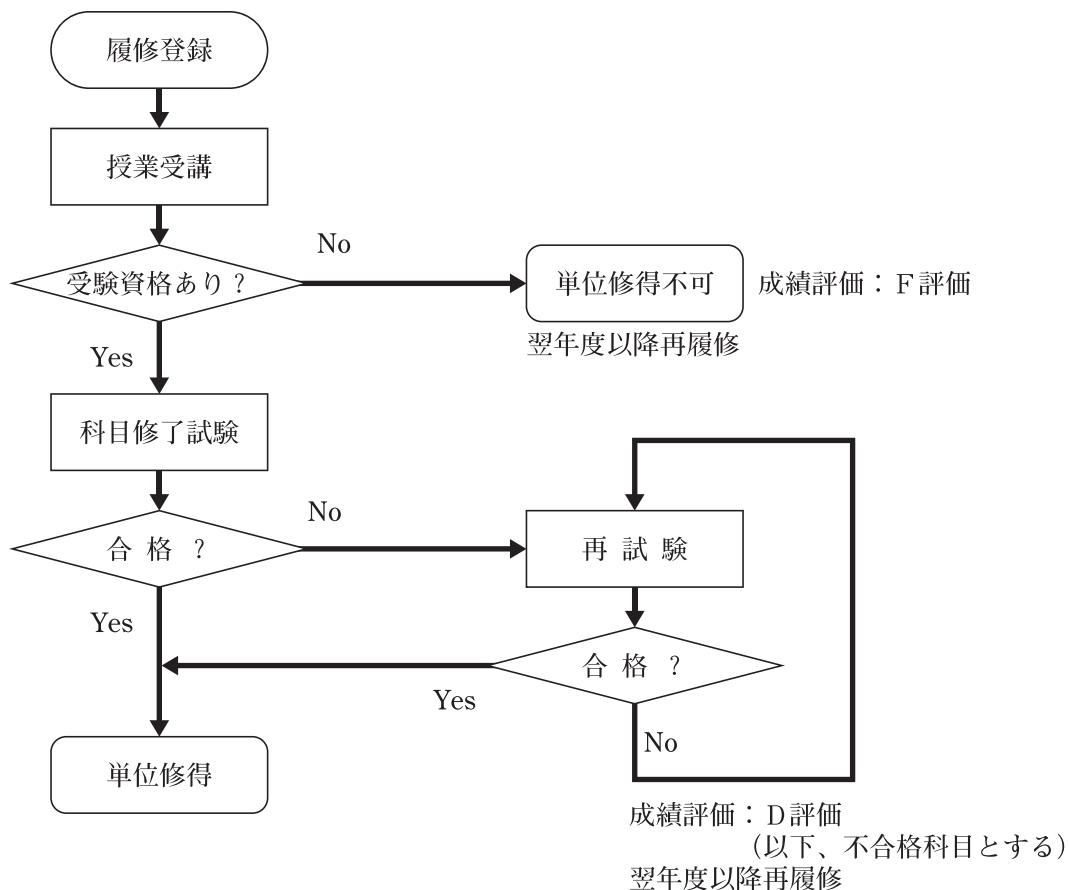 履修登録
授業受講
受験資格あり?
No
単位修得不可
成績評価:F評価
翌年度以降再履修
Yes
科目修了試験
合格?
No
再試験
Yes
合格?
Yes
No
単位修得
成績評価:D評価
(以下、不合格科目とする)
翌年度以降再履修